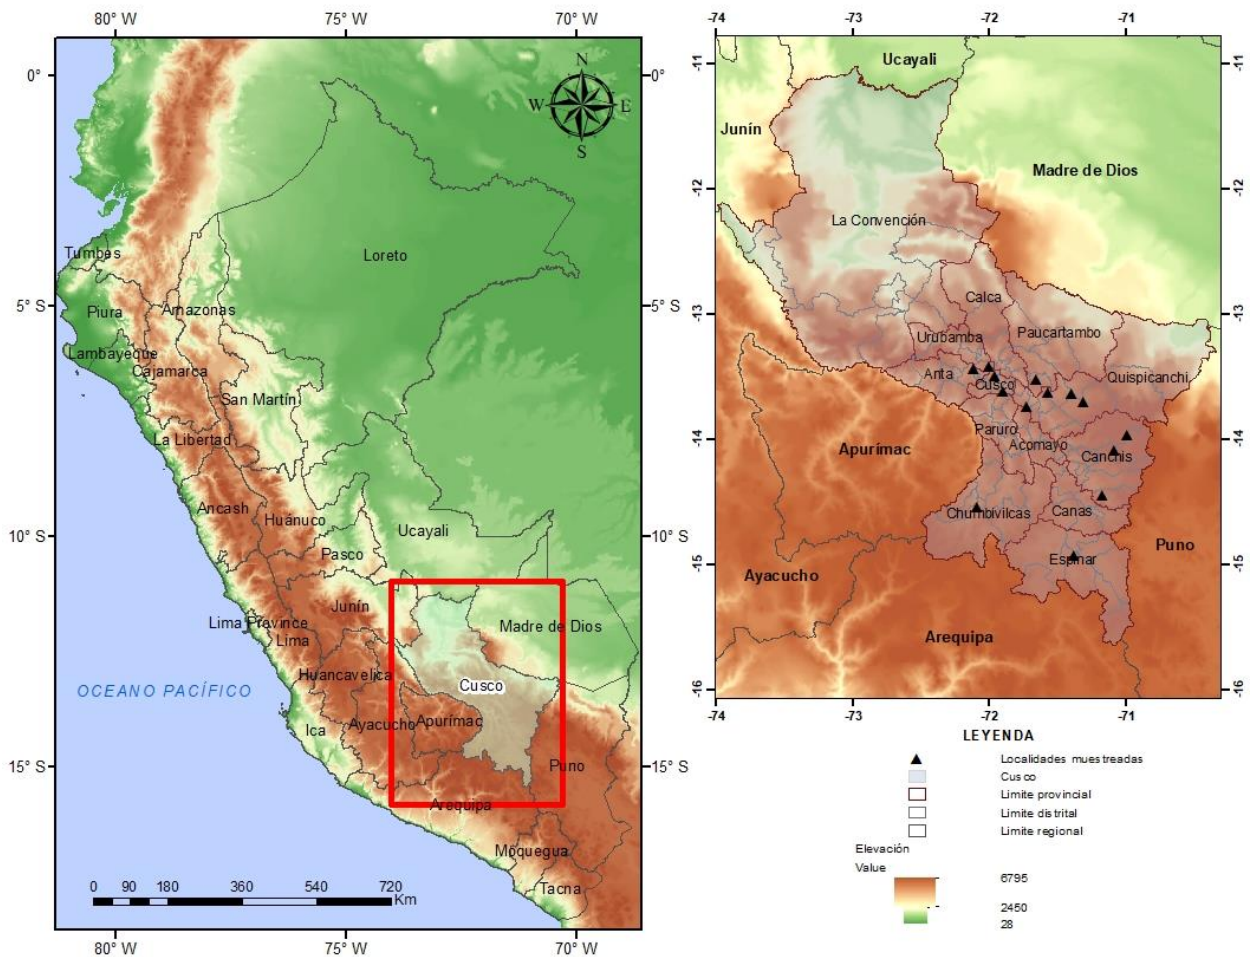 80° W
75° W
70° W
0°
0°
N
W
E
S
Loreto
Tumbes
Piura
Amazonas
5° S
5° S
Lambayeque
Cajamarca
San Martín
La Libertad
Ancash
Huánuco
Ucayali
10° S
10° S
Pasco
Junín
Lima Province
Lima
Madre de Dios
Huancavelica
Cusco
OCEANO PACÍFICO
Ica
Ayacucho
Apurímac
Puno
15° S
15° S
Arequipa
Moquegua
Tacna
0 90 180 360 540 720
Km
80° W
75° W
70° W
-74
-73
-72
-71
-11
-11
Ucayali
Junín
Madre de Dios
-12
-12
La Convención
Calca
-13
-13
Urubamba
Paucartambo
Anta
Cusco
Quispicanchi
-14
-14
Paruro
Acomayo
Canchis
Apurímac
Chumbivilcas
Canas
Espinar
Puno
-15
-15
Ayacucho
Arequipa
-16
-16
-74
-73
-72
-71
LEYENDA
Localidades muestreadas
Cusco
Limite provincial
Limite distrital
Limite regional
Elevación
Value
6795
2450
28